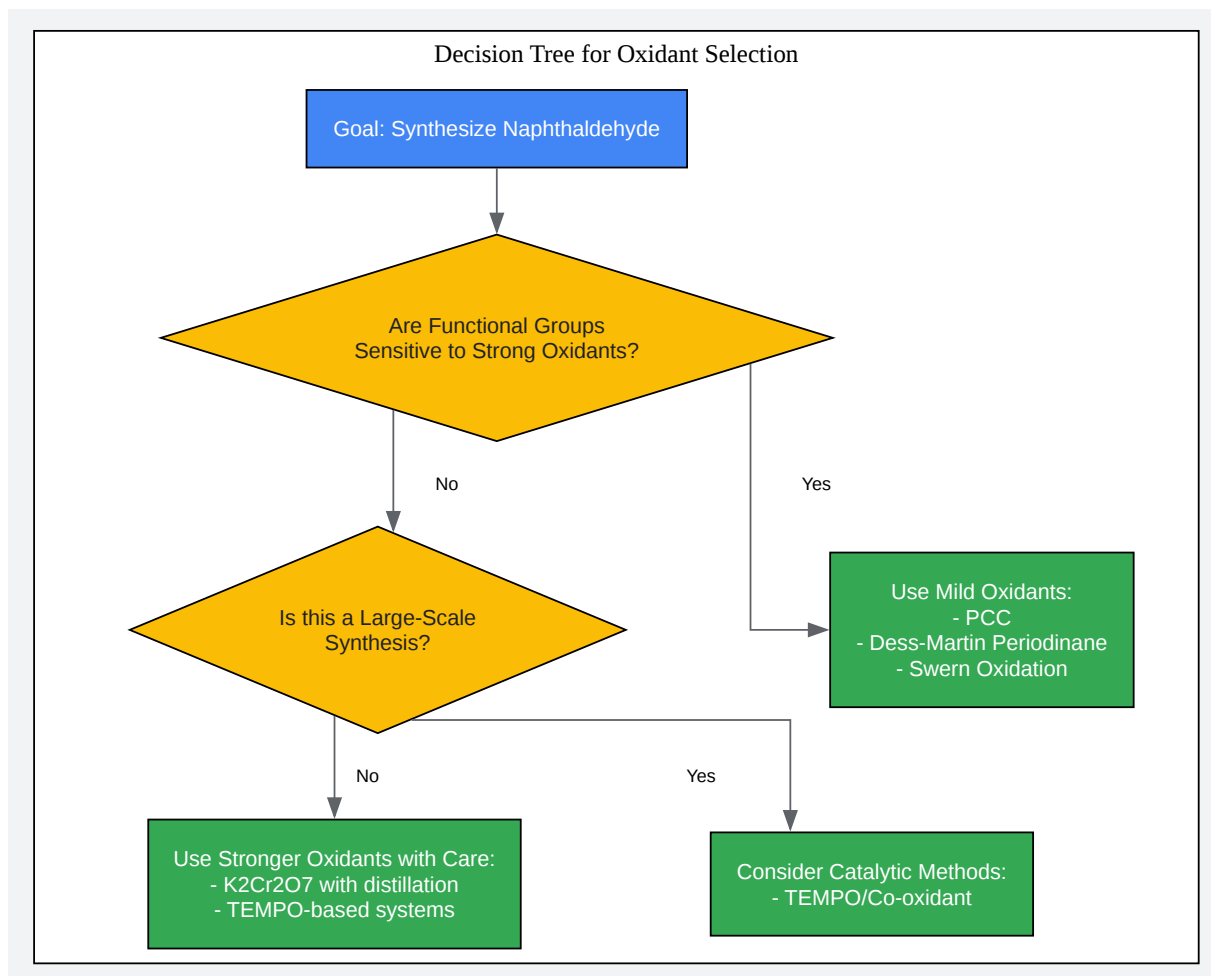 Decision Tree for Oxidant Selection
Goal: Synthesize Naphthaldehyde
Are Functional Groups
Sensitive to Strong Oxidants?
No
Yes
Is this a Large-Scale
Synthesis?
Use Mild Oxidants:
- PCC
- Dess-Martin Periodinane
- Swern Oxidation
No
Yes
Use Stronger Oxidants with Care:
- K2Cr2O7 with distillation
- TEMPO-based systems
Consider Catalytic Methods:
- TEMPO/Co-oxidant